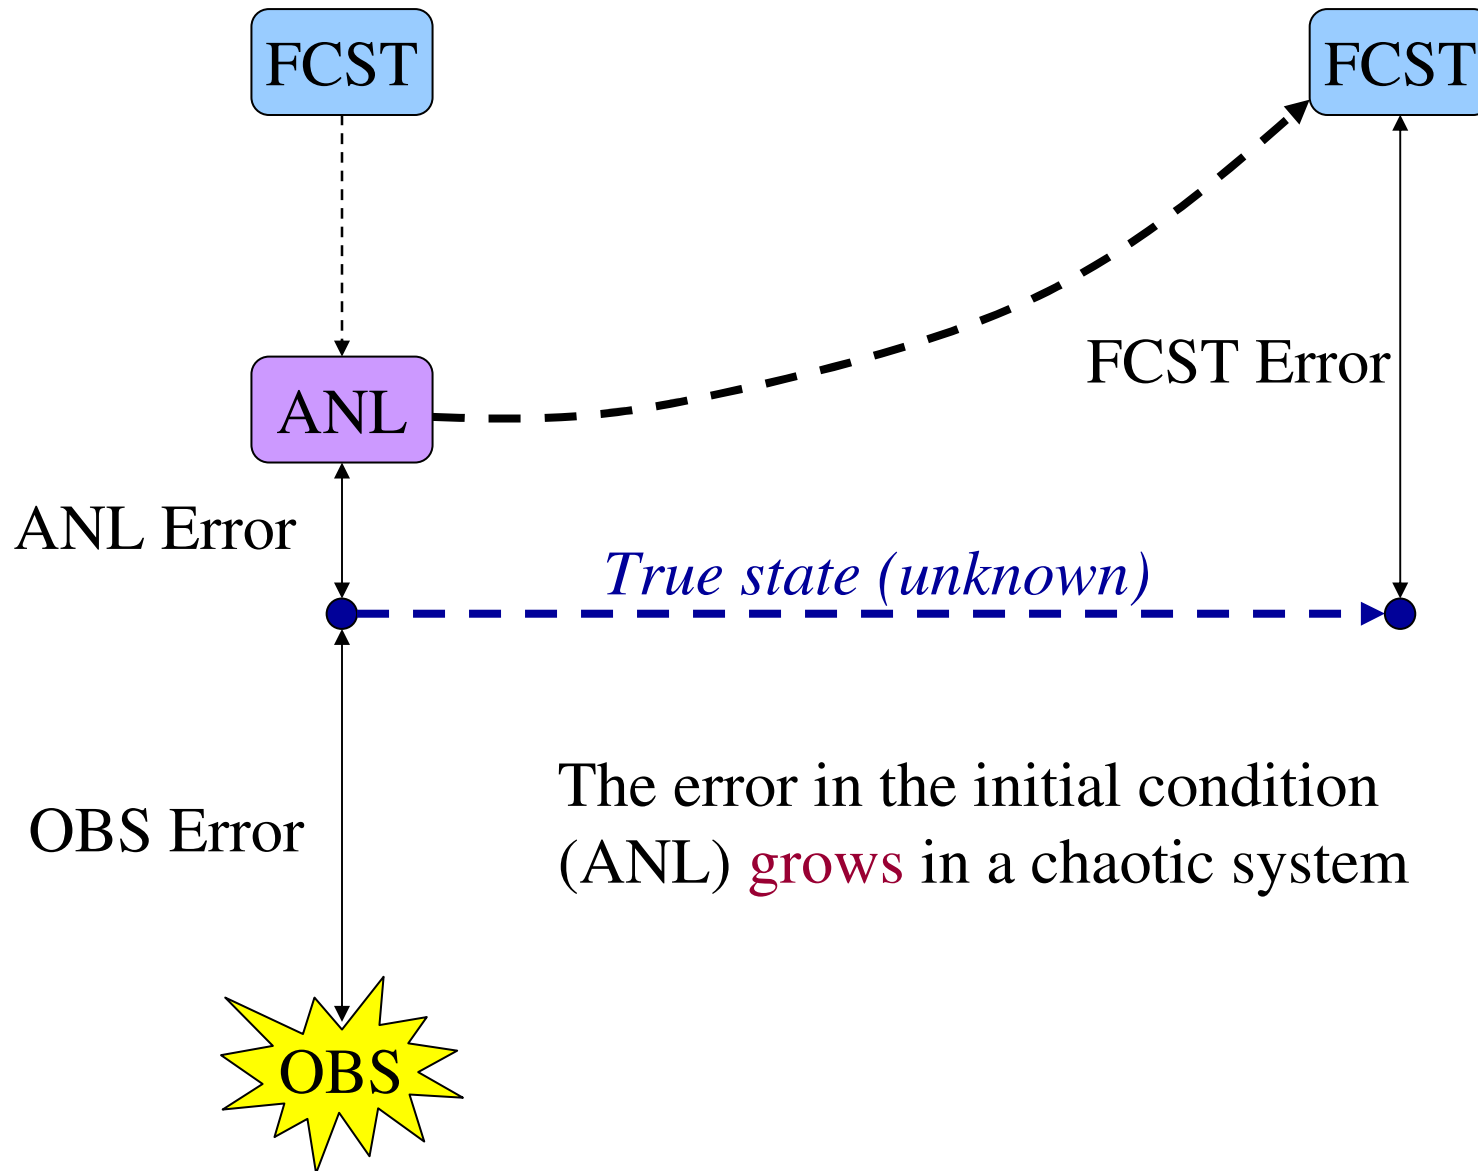 FCST
FCST
FCST Error
ANL
ANL Error
True state (unknown)
The error in the initial condition
(ANL) grows in a chaotic system
OBS Error
OBS